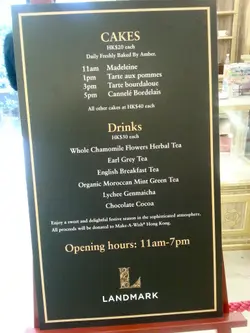 CAKES
HK$20 each
Daily Freshly Baked By Amber.
11am Madeleine
1pm Tarte aux pommes
3pm Tarte bourdaloue
5pm Cannelé Bordelais
All other cakes at HK$40 each
Drinks
HK$30 each
Whole Chamomile Flowers Herbal Tea
Earl Grey Tea
English Breakfast Tea
Organic Moroccan Mint Green Tea
Lychee Genmaicha
Chocolate Cocoa
Enjoy a sweet and delightful festive season in the sophisticated atmosphere.
All proceeds will be donated to Make-A-Wish® Hong Kong.
Opening hours: 11am-7pm
L
LANDMARK